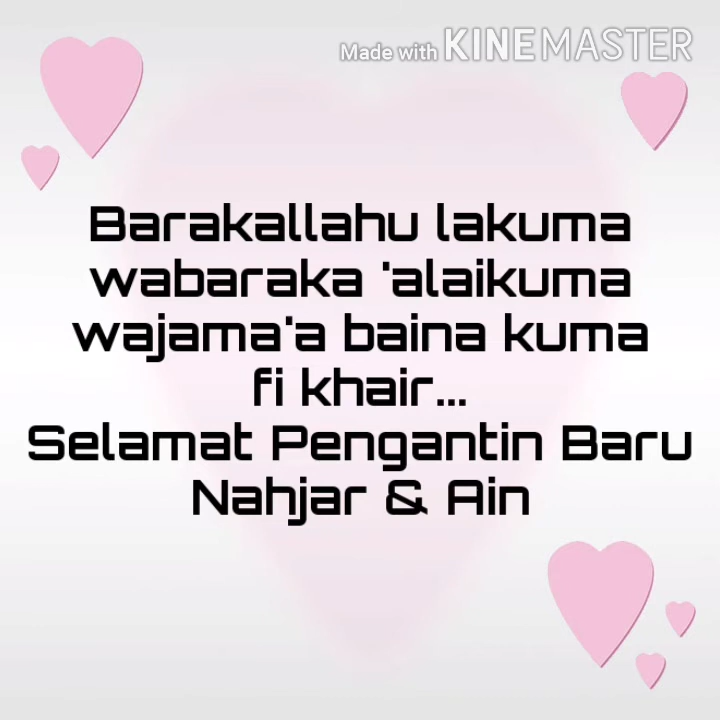 Made with KINEMASTER
Barakallahu lakuma
wabaraka 'alaikuma
wajama'a baina kuma
fi khair...
Selamat Pengantin Baru
Nahjar & Ain